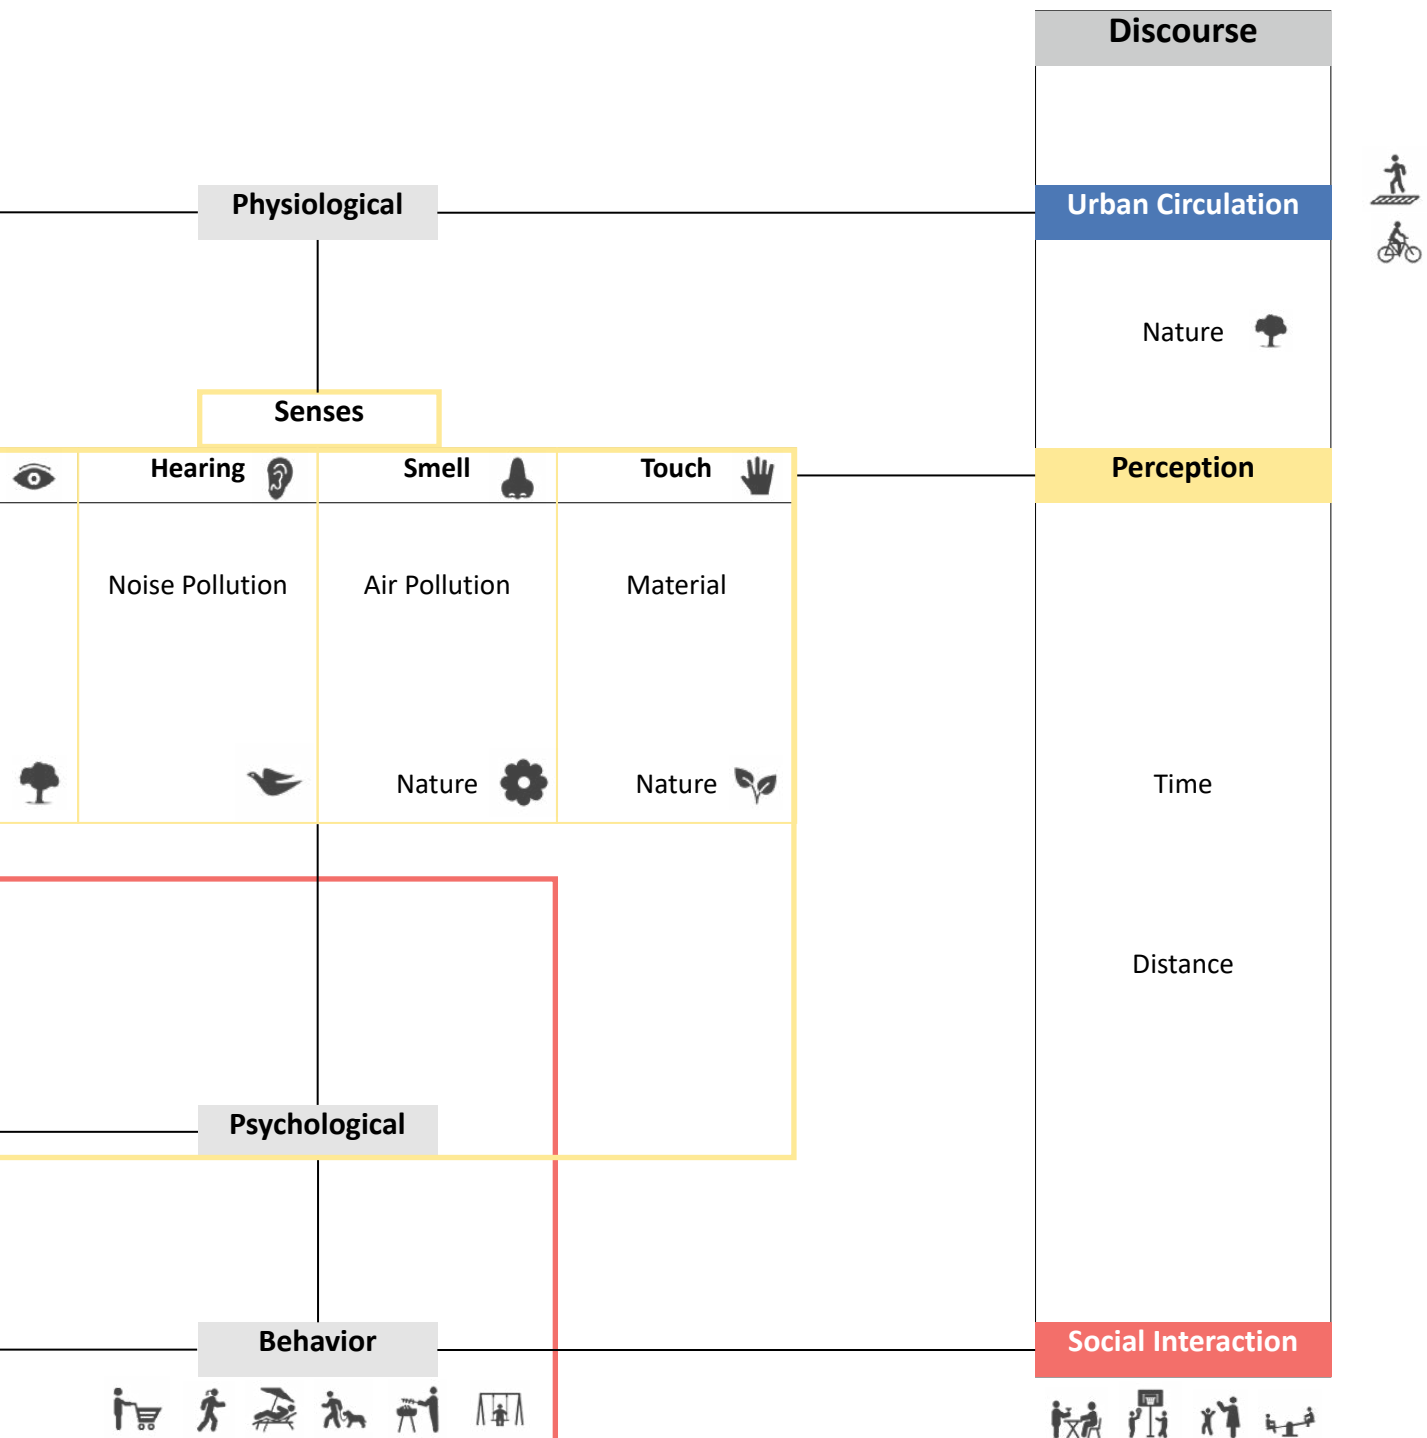 Discourse
Physiological
Urban Circulation
Nature
Senses
Hearing
Smell
Touch
Perception
Noise Pollution
Air Pollution
Material
Nature
Nature
Time
Distance
Psychological
Behavior
Social Interaction